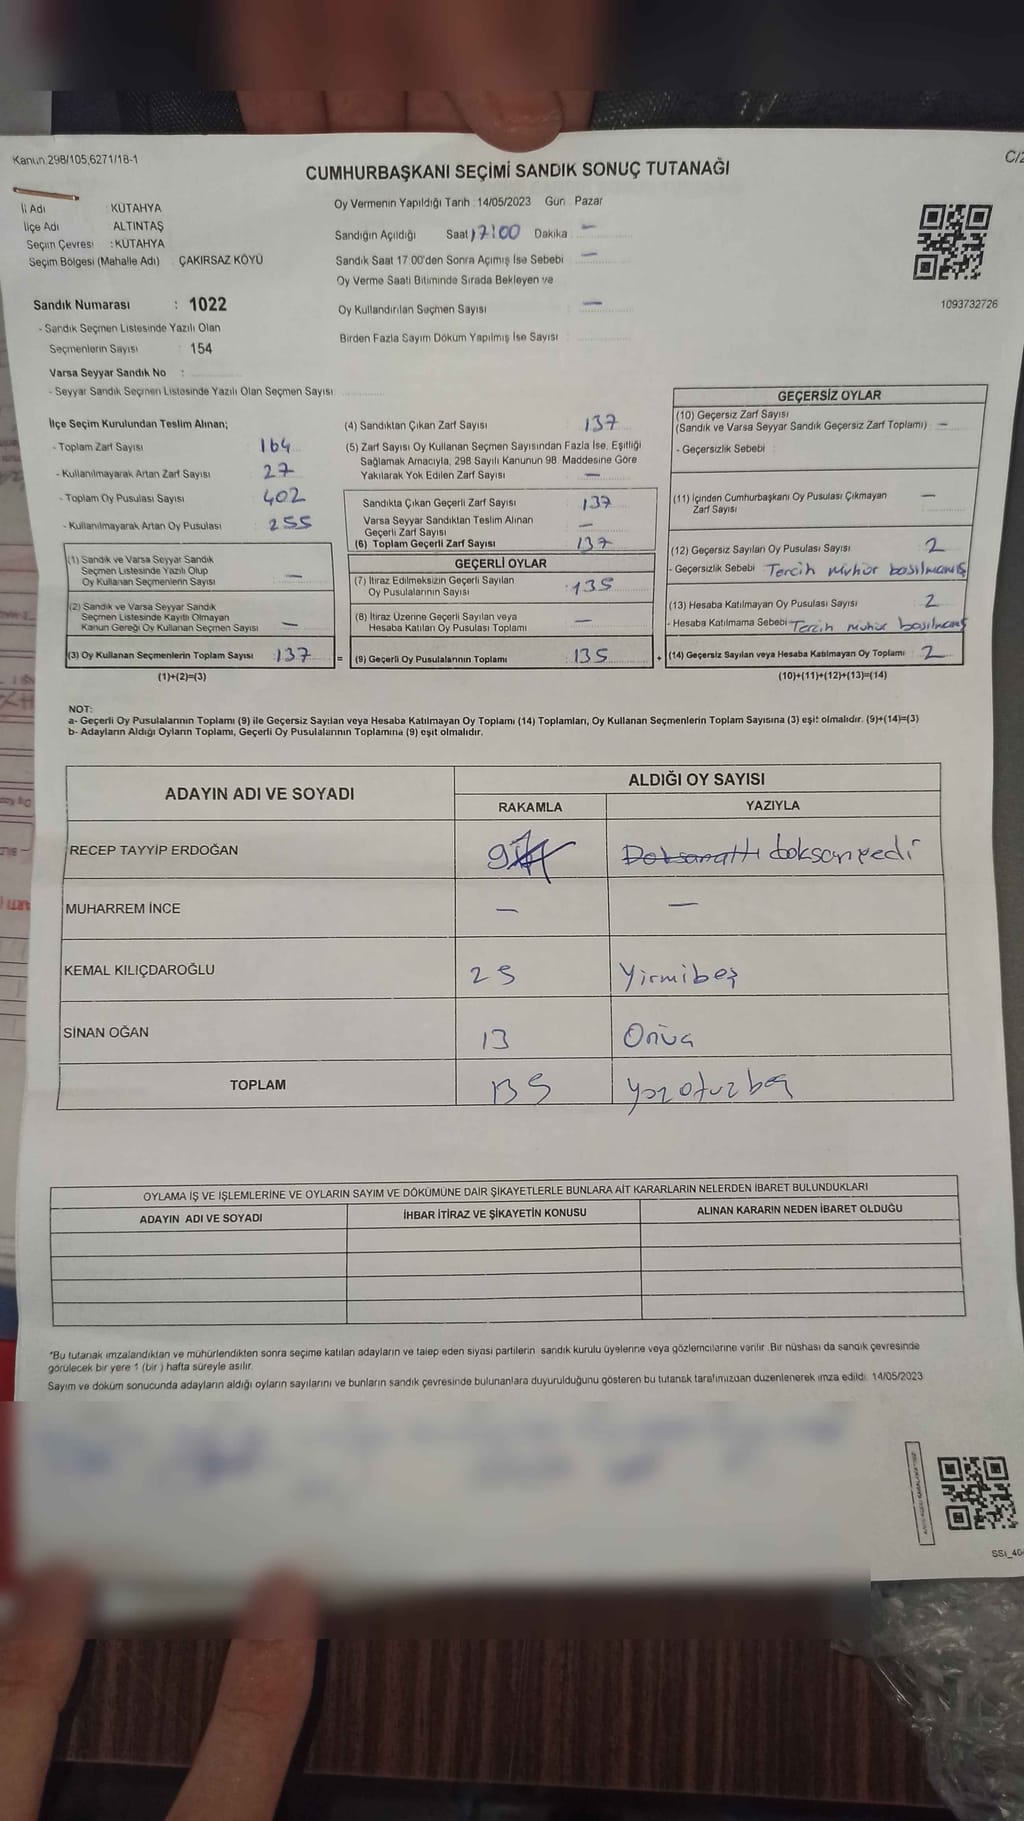 Kanun:298/105,6271/18-1
C/2
CUMHURBAŞKANI SEÇİMİ SANDIK SONUÇ TUTANAĞI
İl Adı : KÜTAHYA
İlçe Adı : ALTINTAŞ
Seçim Çevresi : KÜTAHYA
Seçim Bölgesi (Mahalle Adı) : ÇAKIRSAZ KÖYÜ
Sandık Numarası : 1022
- Sandık Seçmen Listesinde Yazılı Olan
Seçmenlerin Sayısı : 154
Varsa Seyyar Sandık No :
- Seyyar Sandık Seçmen Listesinde Yazılı Olan Seçmen Sayısı
Oy Vermenin Yapıldığı Tarih : 14/05/2023 Gün : Pazar
Sandığın Açıldığı Saat 17:00 Dakika : —
Sandık Saat 17:00'den Sonra Açılmış İse Sebebi : —
Oy Verme Saati Bitiminde Sırada Bekleyen ve
Oy Kullandırılan Seçmen Sayısı : —
Birden Fazla Sayım Döküm Yapılmış İse Sayısı :
1093732726
İlçe Seçim Kurulundan Teslim Alınan;
- Toplam Zarf Sayısı : 164
- Kullanılmayarak Artan Zarf Sayısı : 27
- Toplam Oy Pusulası Sayısı : 402
- Kullanılmayarak Artan Oy Pusulası : 255
(1) Sandık ve Varsa Seyyar Sandık
Seçmen Listesinde Yazılı Olup
Oy Kullanan Seçmenlerin Sayısı : —
(2) Sandık ve Varsa Seyyar Sandık
Seçmen Listesinde Kayıtlı Olmayan
Kanun Gereği Oy Kullanan Seçmen Sayısı : —
(3) Oy Kullanan Seçmenlerin Toplam Sayısı : 137
(1)+(2)=(3)
(4) Sandıktan Çıkan Zarf Sayısı : 137
(5) Zarf Sayısı Oy Kullanan Seçmen Sayısından Fazla İse, Eşitliği
Sağlamak Amacıyla, 298 Sayılı Kanunun 98. Maddesine Göre
Yakılarak Yok Edilen Zarf Sayısı : —
Sandıkta Çıkan Geçerli Zarf Sayısı : 137
Varsa Seyyar Sandıktan Teslim Alınan
Geçerli Zarf Sayısı : —
(6) Toplam Geçerli Zarf Sayısı : 137
GEÇERLİ OYLAR
(7) İtiraz Edilmeksizin Geçerli Sayılan
Oy Pusulalarının Sayısı : 135
(8) İtiraz Üzerine Geçerli Sayılan veya
Hesaba Katılan Oy Pusulası Toplamı : —
= (9) Geçerli Oy Pusulalarının Toplamı : 135
GEÇERSİZ OYLAR
(10) Geçersiz Zarf Sayısı
(Sandık ve Varsa Seyyar Sandık Geçersiz Zarf Toplamı) : —
- Geçersizlik Sebebi :
(11) İçinden Cumhurbaşkanı Oy Pusulası Çıkmayan
Zarf Sayısı : —
(12) Geçersiz Sayılan Oy Pusulası Sayısı : 2
- Geçersizlik Sebebi : Tercih mühür basılmamış
(13) Hesaba Katılmayan Oy Pusulası Sayısı : 2
- Hesaba Katılmama Sebebi : Tercih mühür basılmamış
+ (14) Geçersiz Sayılan veya Hesaba Katılmayan Oy Toplamı : 2
(10)+(11)+(12)+(13)=(14)
NOT:
a- Geçerli Oy Pusulalarının Toplamı (9) ile Geçersiz Sayılan veya Hesaba Katılmayan Oy Toplamı (14) Toplamları, Oy Kullanan Seçmenlerin Toplam Sayısına (3) eşit olmalıdır. (9)+(14)=(3)
b- Adayların Aldığı Oyların Toplamı, Geçerli Oy Pusulalarının Toplamına (9) eşit olmalıdır.
ADAYIN ADI VE SOYADI ALDIĞI OY SAYISI
RAKAMLA YAZIYLA
RECEP TAYYİP ERDOĞAN Doksanaltı doksanyedi
MUHARREM İNCE — —
KEMAL KILIÇDAROĞLU 25 Yirmibeş
SİNAN OĞAN 13 Onüç
TOPLAM 135 Yüzotuzbeş
OYLAMA İŞ VE İŞLEMLERİNE VE OYLARIN SAYIM VE DÖKÜMÜNE DAİR ŞİKAYETLERLE BUNLARA AİT KARARLARIN NELERDEN İBARET BULUNDUKLARI
ADAYIN ADI VE SOYADI İHBAR İTİRAZ VE ŞİKAYETİN KONUSU ALINAN KARARIN NEDEN İBARET OLDUĞU
*Bu tutanak imzalandıktan ve mühürlendikten sonra seçime katılan adayların ve talep eden siyasi partilerin sandık kurulu üyelerine veya gözlemcilerine verilir. Bir nüshası da sandık çevresinde
görülecek bir yere 1 (bir) hafta süreyle asılır.
Sayım ve döküm sonucunda adayların aldığı oyların sayılarını ve bunların sandık çevresinde bulunanlara duyurulduğunu gösteren bu tutanak tarafımızdan düzenlenerek imza edildi. 14/05/2023